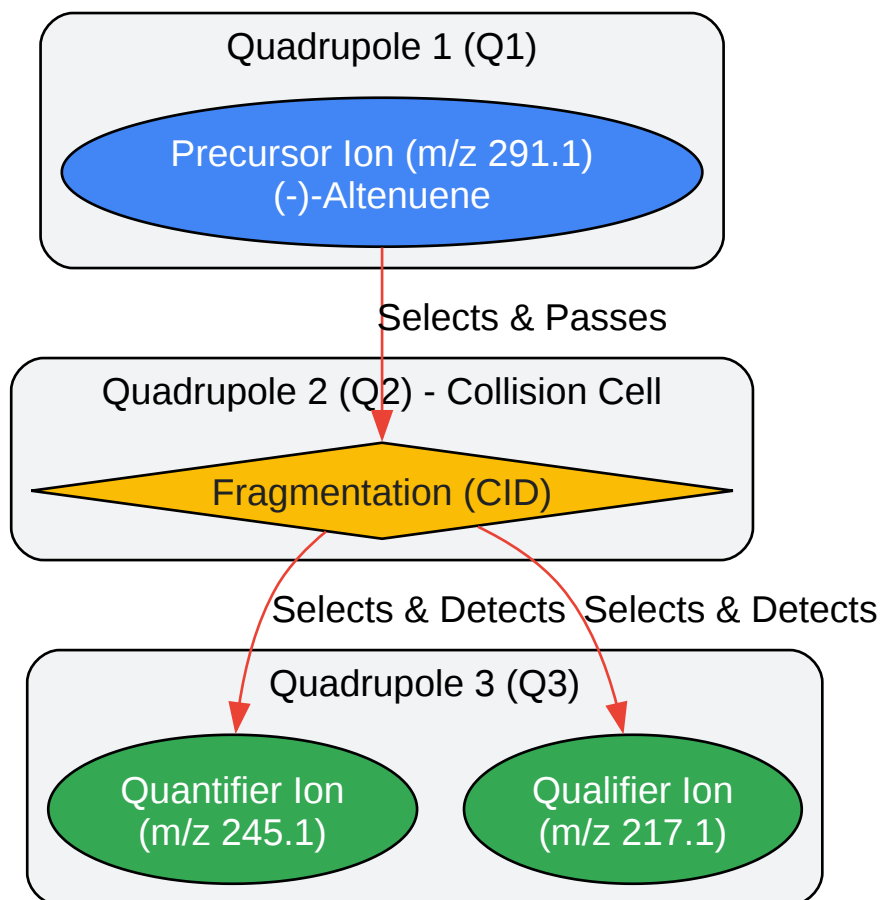 Quadrupole 1 (Q1)
Precursor Ion (m/z 291.1)
(-)-Altenuene
Selects & Passes
Quadrupole 2 (Q2) - Collision Cell
Fragmentation (CID)
Selects & Detects
Selects & Detects
Quadrupole 3 (Q3)
Quantifier Ion
(m/z 245.1)
Qualifier Ion
(m/z 217.1)